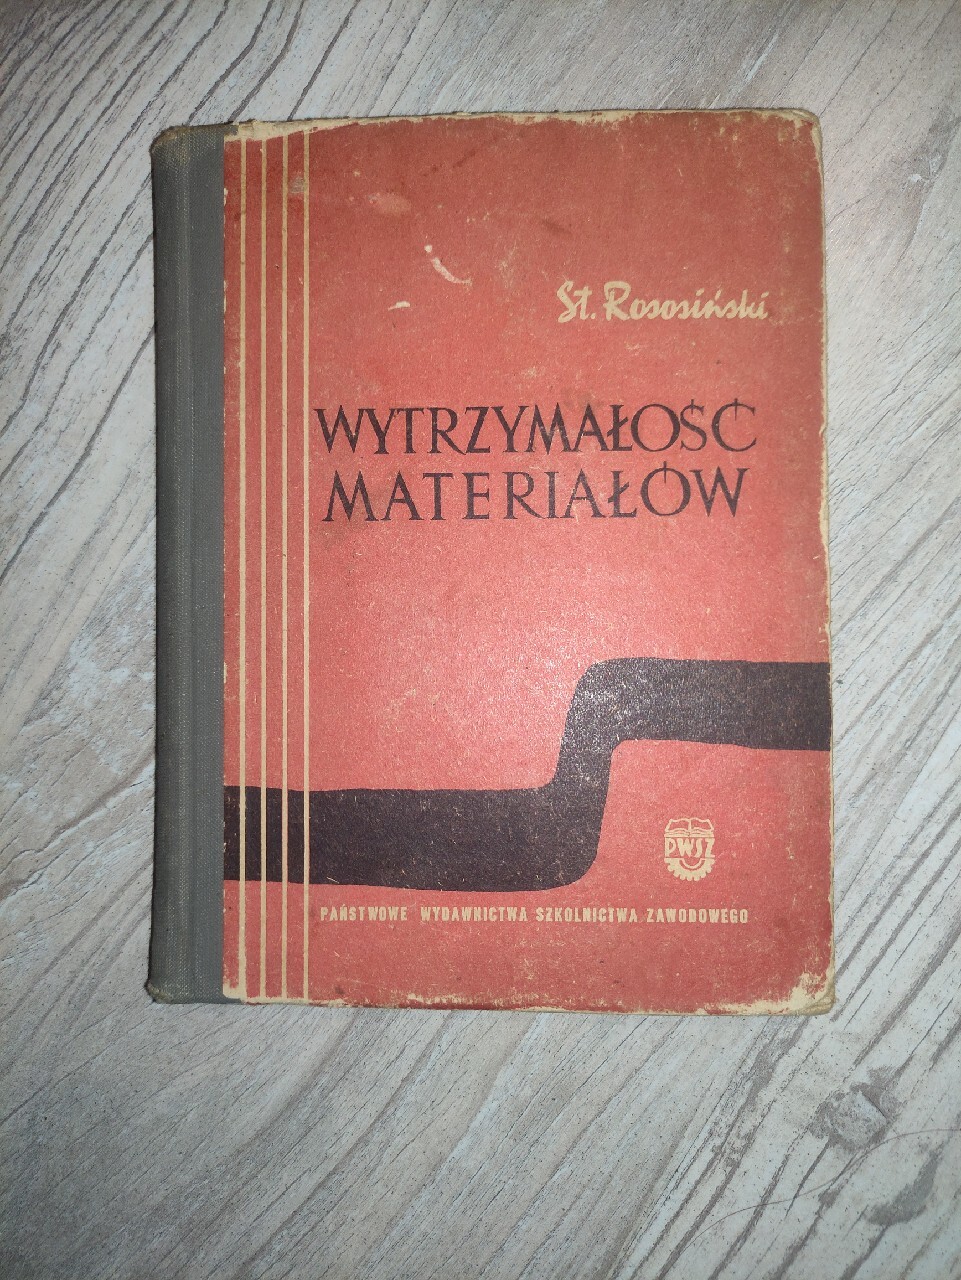 St. Rososiński
WYTRZYMAŁOŚĆ
MATERIAŁÓW
PWSZ
PAŃSTWOWE WYDAWNICTWA SZKOLNICTWA ZAWODOWEGO